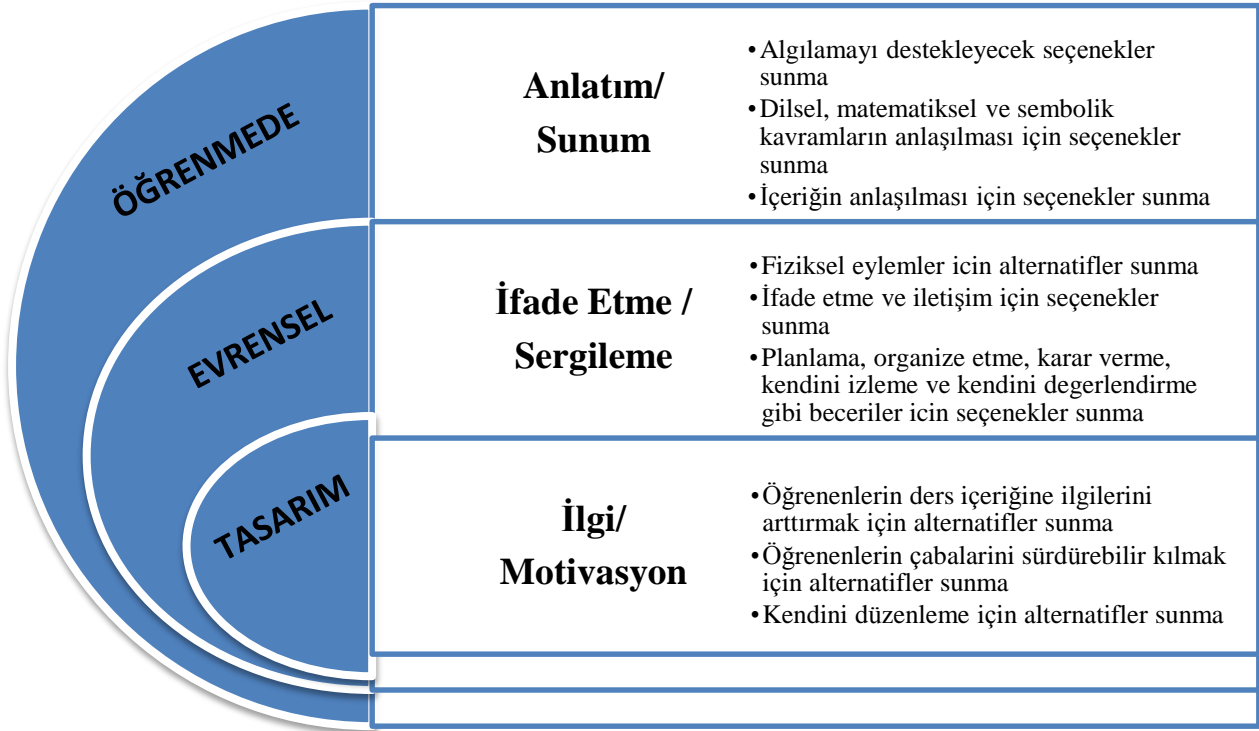 ÖĞRENMEDE
EVRENSEL
TASARIM
Anlatım/
Sunum
•Algılamayı destekleyecek seçenekler
sunma
•Dilsel, matematiksel ve sembolik
kavramların anlaşılması için seçenekler
sunma
•İçeriğin anlaşılması için seçenekler sunma
İfade Etme /
Sergileme
•Fiziksel eylemler icin alternatifler sunma
•İfade etme ve iletişim için seçenekler
sunma
•Planlama, organize etme, karar verme,
kendini izleme ve kendini degerlendirme
gibi beceriler icin seçenekler sunma
İlgi/
Motivasyon
•Öğrenenlerin ders içeriğine ilgilerini
arttırmak için alternatifler sunma
•Öğrenenlerin çabalarini sürdürebilir kılmak
için alternatifler sunma
•Kendini düzenleme için alternatifler sunma